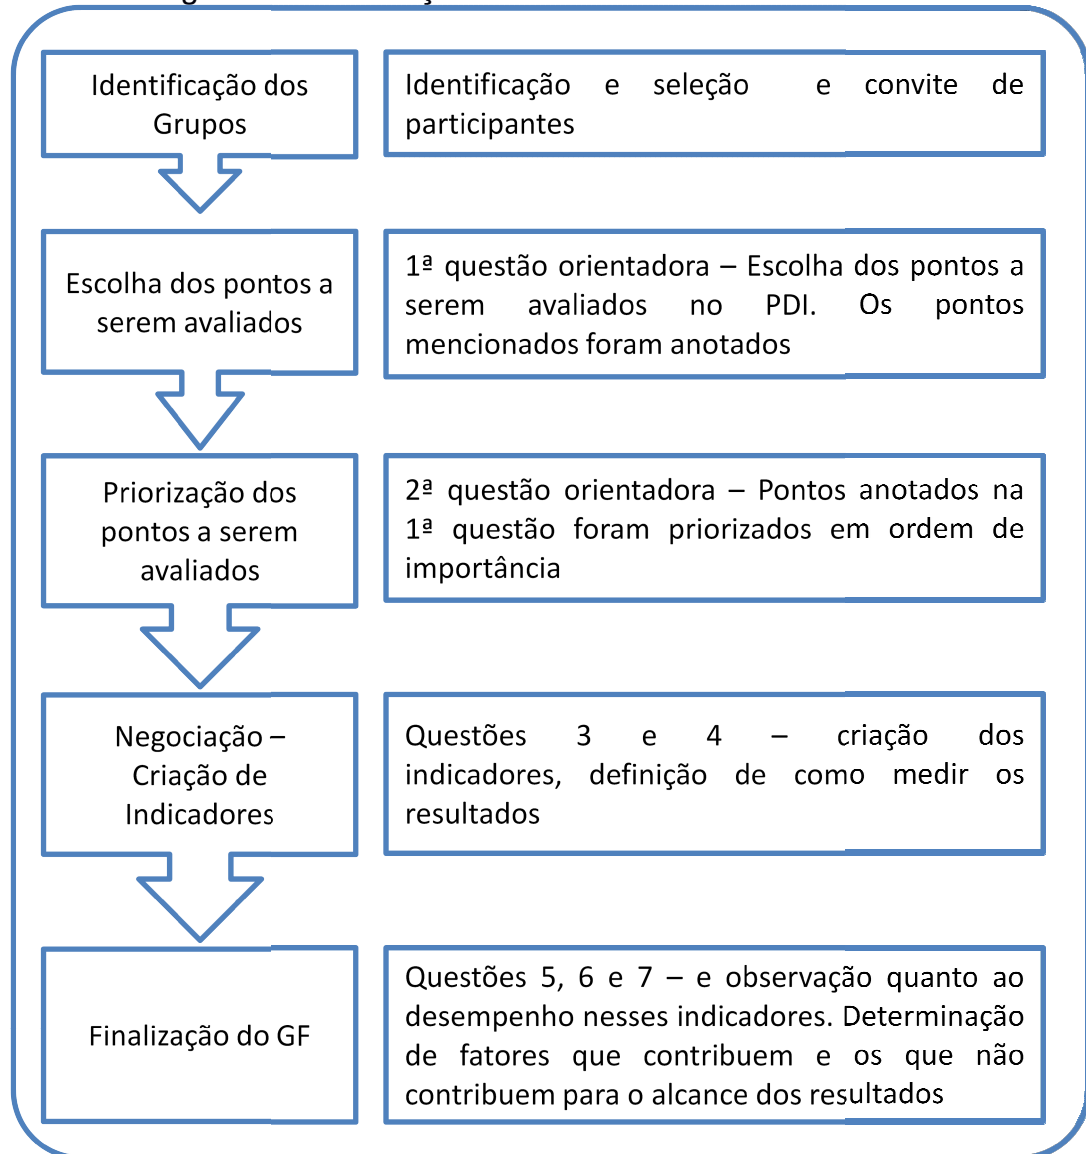 Identificação dos
Grupos
Identificação e seleção e convite de
participantes
Escolha dos pontos a
serem avaliados
1ª questão orientadora – Escolha dos pontos a
serem avaliados no PDI. Os pontos
mencionados foram anotados
Priorização dos
pontos a serem
avaliados
2ª questão orientadora – Pontos anotados na
1ª questão foram priorizados em ordem de
importância
Negociação –
Criação de
Indicadores
Questões 3 e 4 – criação dos
indicadores, definição de como medir os
resultados
Finalização do GF
Questões 5, 6 e 7 – e observação quanto ao
desempenho nesses indicadores. Determinação
de fatores que contribuem e os que não
contribuem para o alcance dos resultados